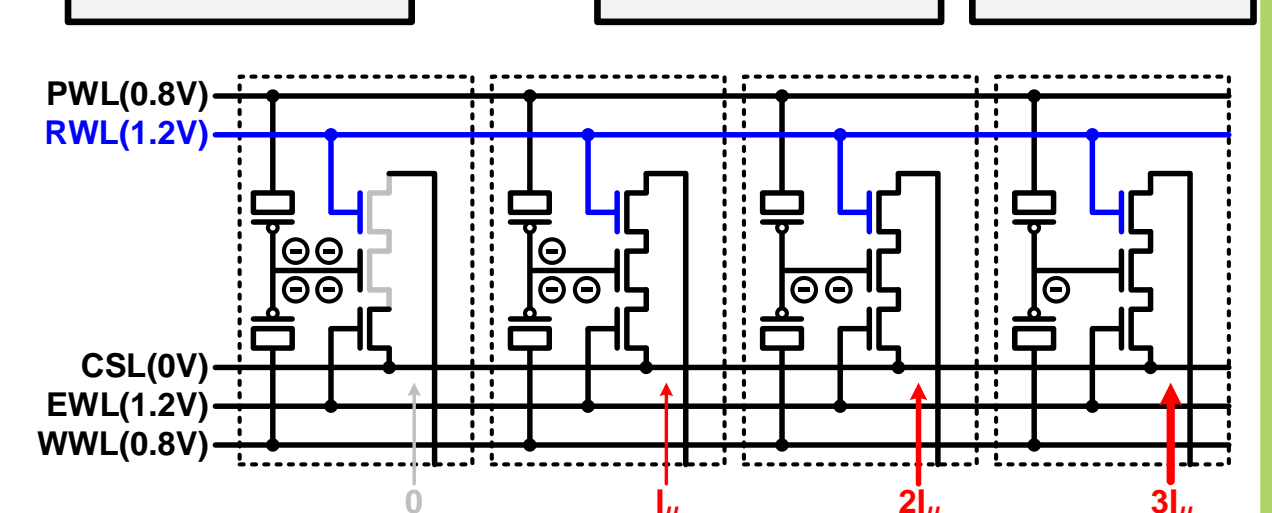 PWL(0.8V)
RWL(1.2V)
CSL(0V)
EWL(1.2V)
WWL(0.8V)
0
2I
3I